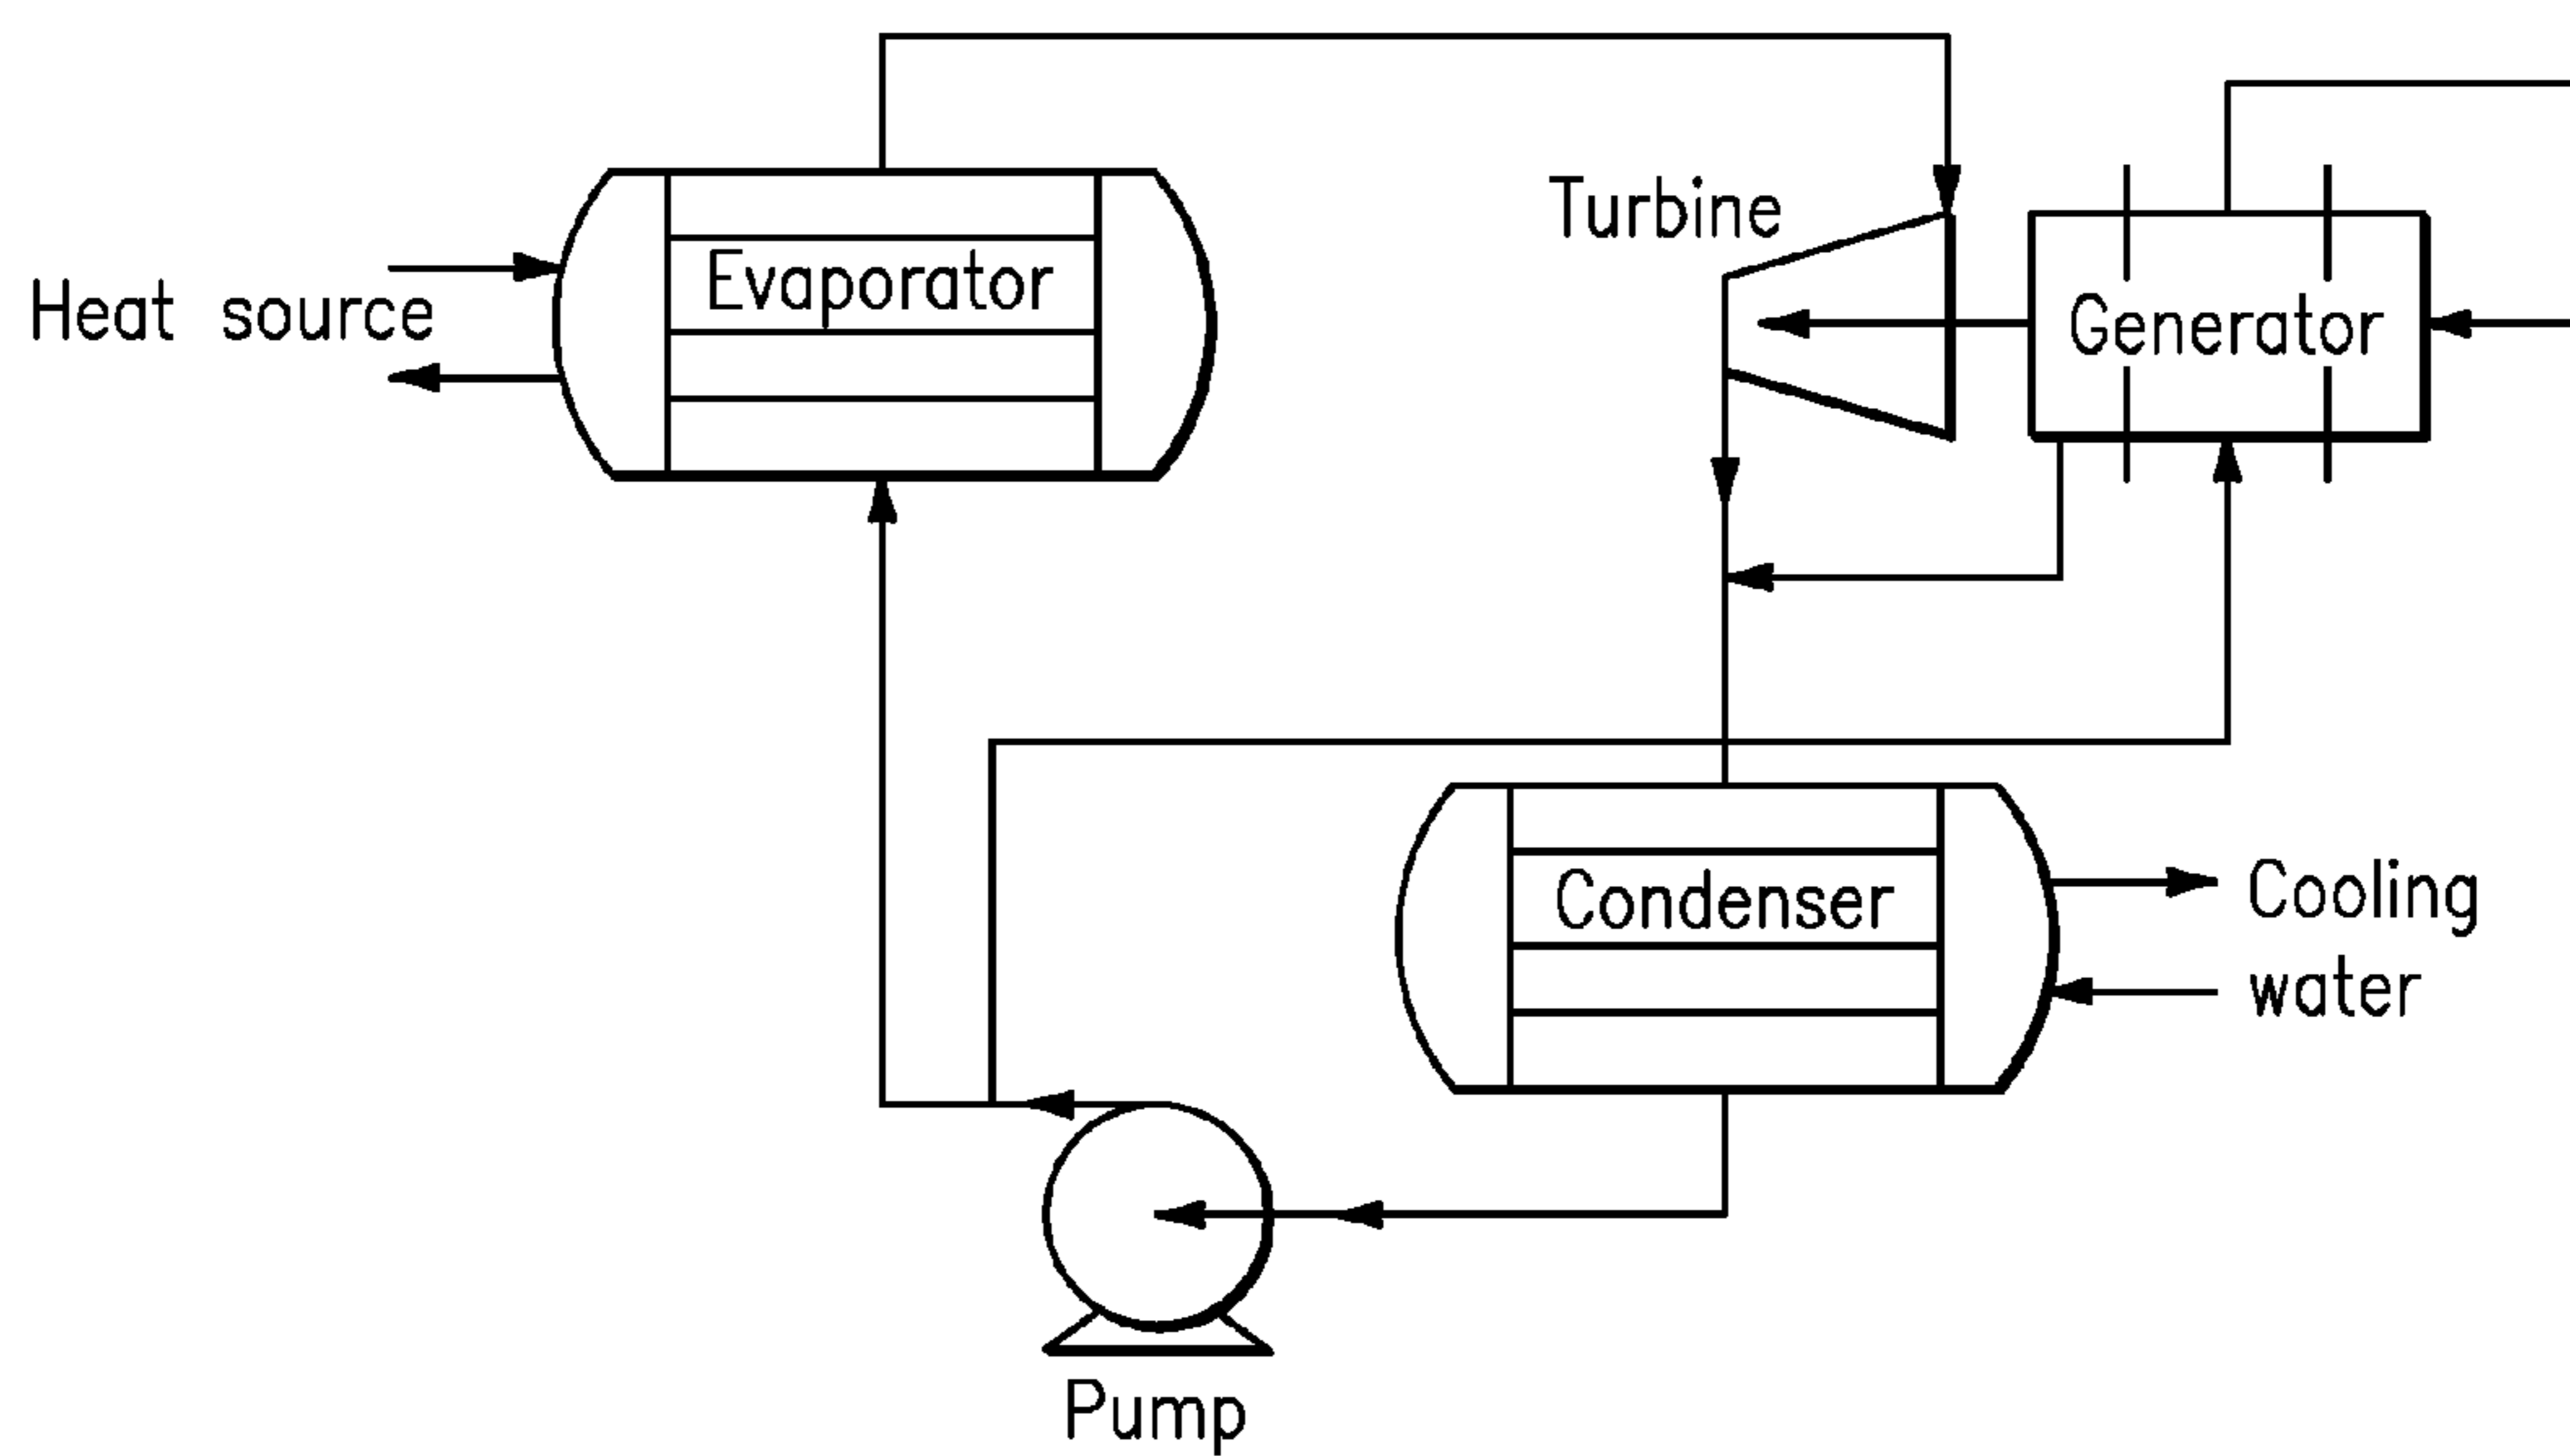 Turbine
Evaporator
Heat source
Generator
Condenser
Cooling
water
Pump